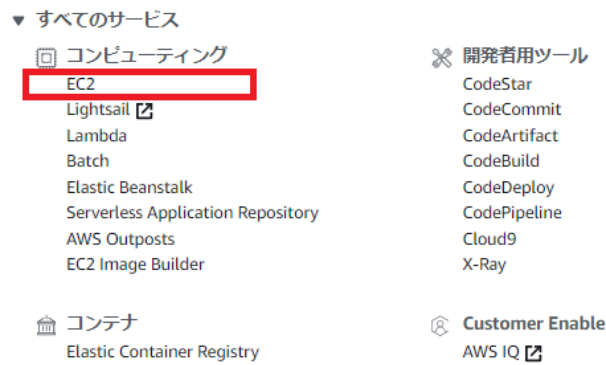 ▼ すべてのサービス
コンピューティング
EC2
Lightsail
Lambda
Batch
Elastic Beanstalk
Serverless Application Repository
AWS Outposts
EC2 Image Builder
コンテナ
Elastic Container Registry
開発者用ツール
CodeStar
CodeCommit
CodeArtifact
CodeBuild
CodeDeploy
CodePipeline
Cloud9
X-Ray
Customer Enable
AWS IQ